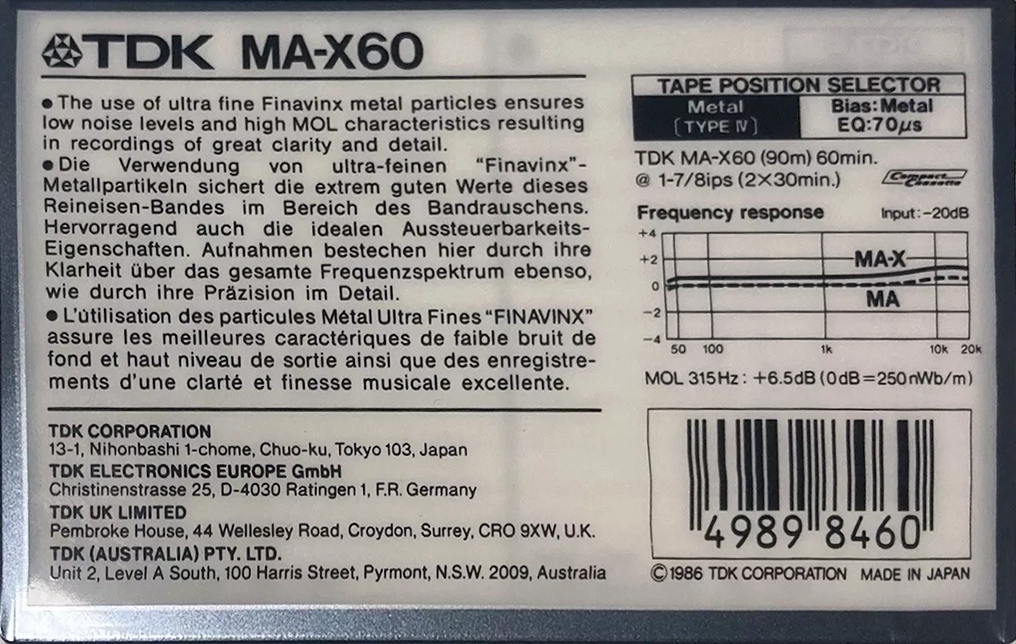 TDK MA-X60
● The use of ultra fine Finavinx metal particles ensures
low noise levels and high MOL characteristics resulting
in recordings of great clarity and detail.
● Die Verwendung von ultra-feinen "Finavinx"-
Metallpartikeln sichert die extrem guten Werte dieses
Reineisen-Bandes im Bereich des Bandrauschens.
Hervorragend auch die idealen Aussteuerbarkeits-
Eigenschaften. Aufnahmen bestechen hier durch ihre
Klarheit über das gesamte Frequenzspektrum ebenso,
wie durch ihre Präzision im Detail.
● L'útilisation des particules Métal Ultra Fines "FINAVINX"
assure les meilleures caractériques de faible bruit de
fond et haut niveau de sortie ainsi que des enregistre-
ments d'une clarté et finesse musicale excellente.
TDK CORPORATION
13-1, Nihonbashi 1-chome, Chuo-ku, Tokyo 103, Japan
TDK ELECTRONICS EUROPE GmbH
Christinenstrasse 25, D-4030 Ratingen 1, F.R. Germany
TDK UK LIMITED
Pembroke House, 44 Wellesley Road, Croydon, Surrey, CRO 9XW, U.K.
TDK (AUSTRALIA) PTY. LTD.
Unit 2, Level A South, 100 Harris Street, Pyrmont, N.S.W. 2009, Australia
TAPE POSITION SELECTOR
Metal
(TYPE IV)
Bias: Metal
EQ: 70μs
TDK MA-X60 (90m) 60min.
@ 1-7/8ips (2×30min.)
Compact Cassette
Frequency response Input: -20dB
+4
+2
0
-2
-4
MA-X
MA
50 100 1k 10k 20k
MOL 315Hz: +6.5dB (0dB=250nWb/m)
4989 8460
© 1986 TDK CORPORATION MADE IN JAPAN